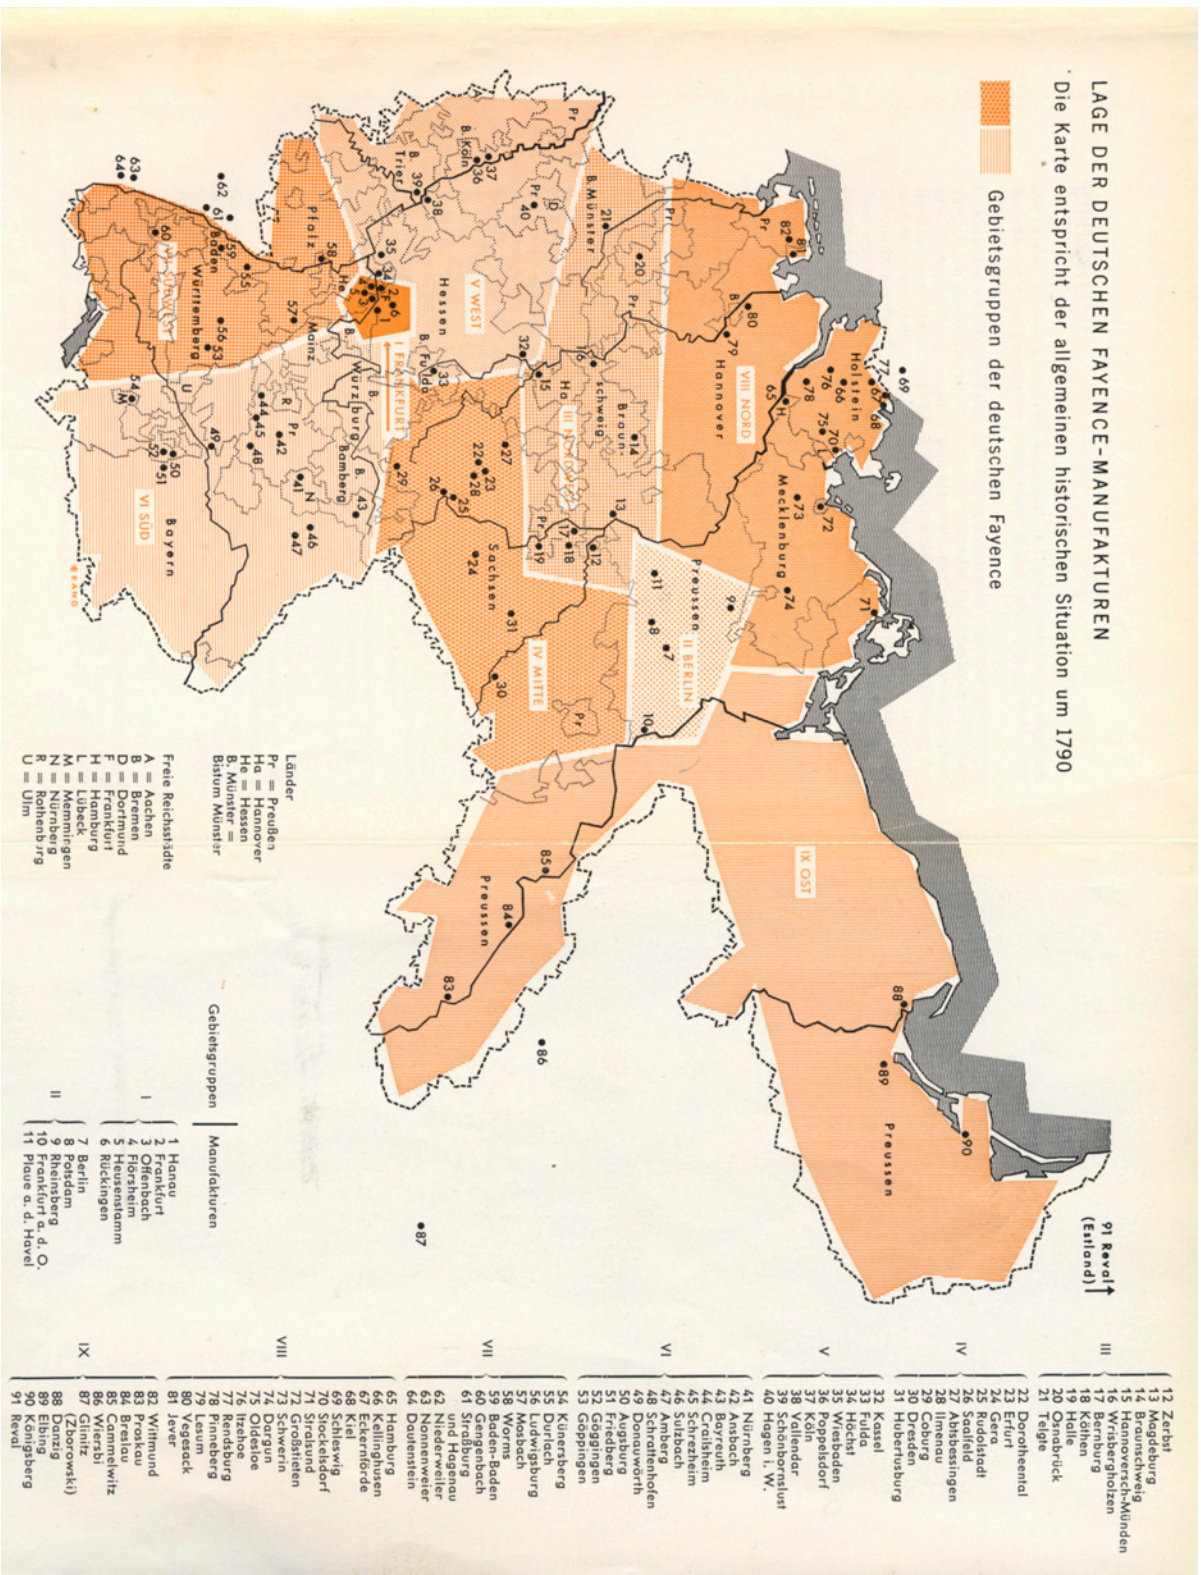 LAGE DER DEUTSCHEN FAYENCE-MANUFAKTUREN
Die Karte entspricht der allgemeinen historischen Situation um 1790
Gebietsgruppen der deutschen Fayence
91 Reval
(Estland)
I FRANKFURT
II BERLIN
III NORDWEST
IV MITTE
V WEST
VI SÜD
VII SÜDWEST
VIII NORD
IX OST
Holstein
Mecklenburg
Hannover
Braun-
schweig
B. Münster
B. Köln
B.
Trier
Hessen
B. Fulda
Pfalz
Mainz
B.
Würzburg
B.
Bamberg
Baden
Württemberg
Bayern
Sachsen
Preussen
Preussen
Preussen
BRAND
Länder
Pr = Preußen
Ha = Hannover
He = Hessen
B. Münster =
Bistum Münster
Freie Reichsstädte
A = Aachen
B = Bremen
D = Dortmund
F = Frankfurt
H = Hamburg
L = Lübeck
M = Memmingen
N = Nürnberg
R = Rothenburg
U = Ulm
Gebietsgruppen | Manufakturen
I
1 Hanau
2 Frankfurt
3 Offenbach
4 Flörsheim
5 Heusenstamm
6 Rückingen
II
7 Berlin
8 Potsdam
9 Rheinsberg
10 Frankfurt a. d. O.
11 Plaue a. d. Havel
III
12 Zerbst
13 Magdeburg
14 Braunschweig
15 Hannoversch-Münden
16 Wrisbergholzen
17 Bernburg
18 Köthen
19 Halle
20 Osnabrück
21 Telgte
IV
22 Dorotheental
23 Erfurt
24 Gera
25 Rudolstadt
26 Saalfeld
27 Abtsbessingen
28 Ilmenau
29 Coburg
30 Dresden
31 Hubertusburg
V
32 Kassel
33 Fulda
34 Höchst
35 Wiesbaden
36 Poppelsdorf
37 Köln
38 Vallendar
39 Schönbornslust
40 Hagen i. W.
VI
41 Nürnberg
42 Ansbach
43 Bayreuth
44 Crailsheim
45 Schrezheim
46 Sulzbach
47 Amberg
48 Schrattenhofen
49 Donauwörth
50 Augsburg
51 Friedberg
52 Göggingen
53 Göppingen
VII
54 Künersberg
55 Durlach
56 Ludwigsburg
57 Mosbach
58 Worms
59 Baden-Baden
60 Gengenbach
61 Straßburg
und Hagenau
62 Niederweiler
63 Nonnenweier
64 Dautenstein
VIII
65 Hamburg
66 Kellinghusen
67 Eckernförde
68 Kiel
69 Schleswig
70 Stockelsdorf
71 Stralsund
72 Großstieten
73 Schwerin
74 Dargun
75 Oldesloe
76 Itzehoe
77 Rendsburg
78 Pinneberg
79 Lesum
80 Vegesack
81 Jever
82 Wittmund
IX
83 Proskau
84 Breslau
85 Cammelwitz
86 Wiersbi
87 Glinitz
(Zborowski)
88 Danzig
89 Elbing
90 Königsberg
91 Reval